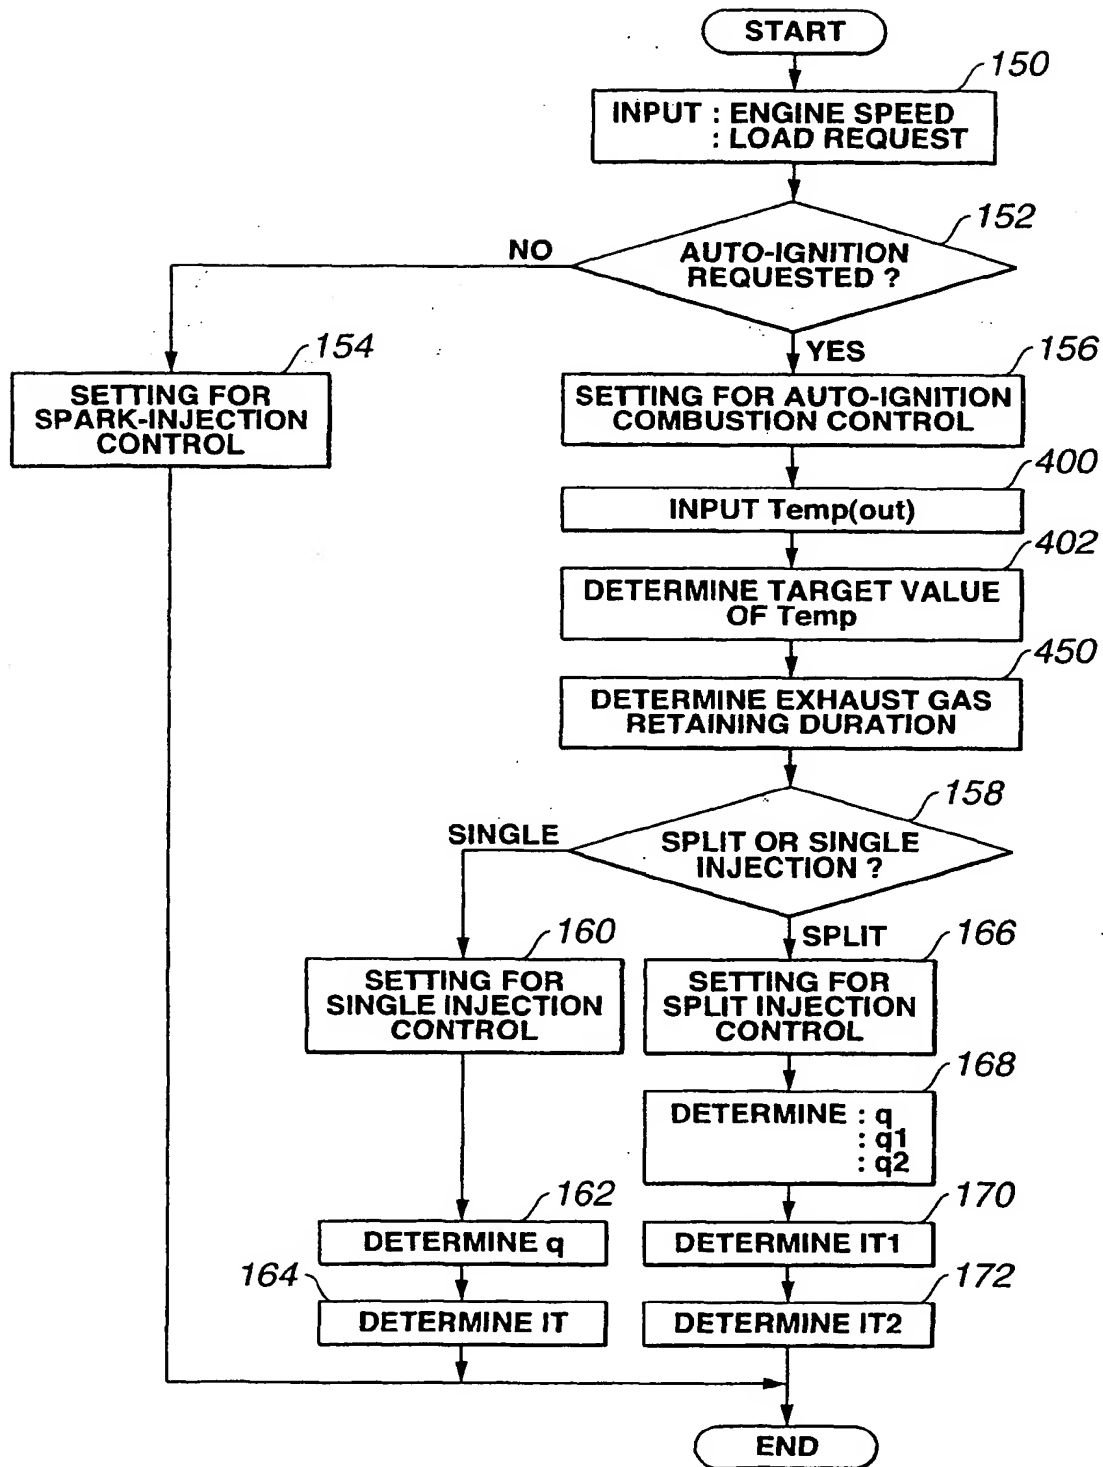 START
150
INPUT : ENGINE SPEED
: LOAD REQUEST
152
NO
AUTO-IGNITION
REQUESTED ?
YES
154
156
SETTING FOR
SPARK-INJECTION
CONTROL
SETTING FOR AUTO-IGNITION
COMBUSTION CONTROL
400
INPUT Temp(out)
402
DETERMINE TARGET VALUE
OF Temp
450
DETERMINE EXHAUST GAS
RETAINING DURATION
158
SINGLE
SPLIT OR SINGLE
INJECTION ?
SPLIT
160
166
SETTING FOR
SINGLE INJECTION
CONTROL
SETTING FOR
SPLIT INJECTION
CONTROL
168
DETERMINE : q
: q1
: q2
162
170
DETERMINE q
DETERMINE IT1
164
172
DETERMINE IT
DETERMINE IT2
END